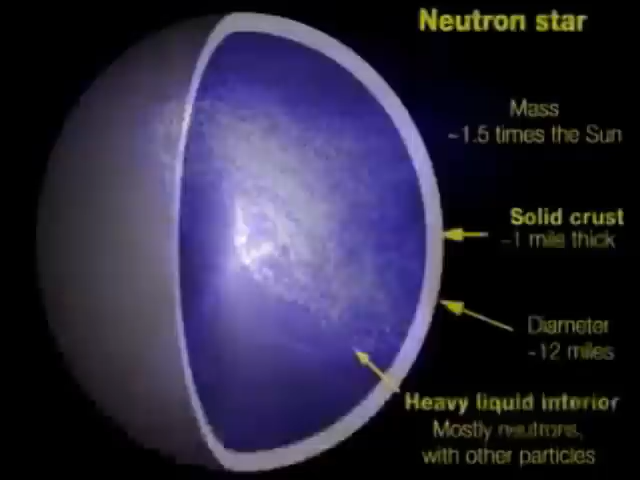 Neutron star
Mass
~1.5 times the Sun
Solid crust
~1 mile thick
Diameter
~12 miles
Heavy liquid interior
Mostly neutrons,
with other particles